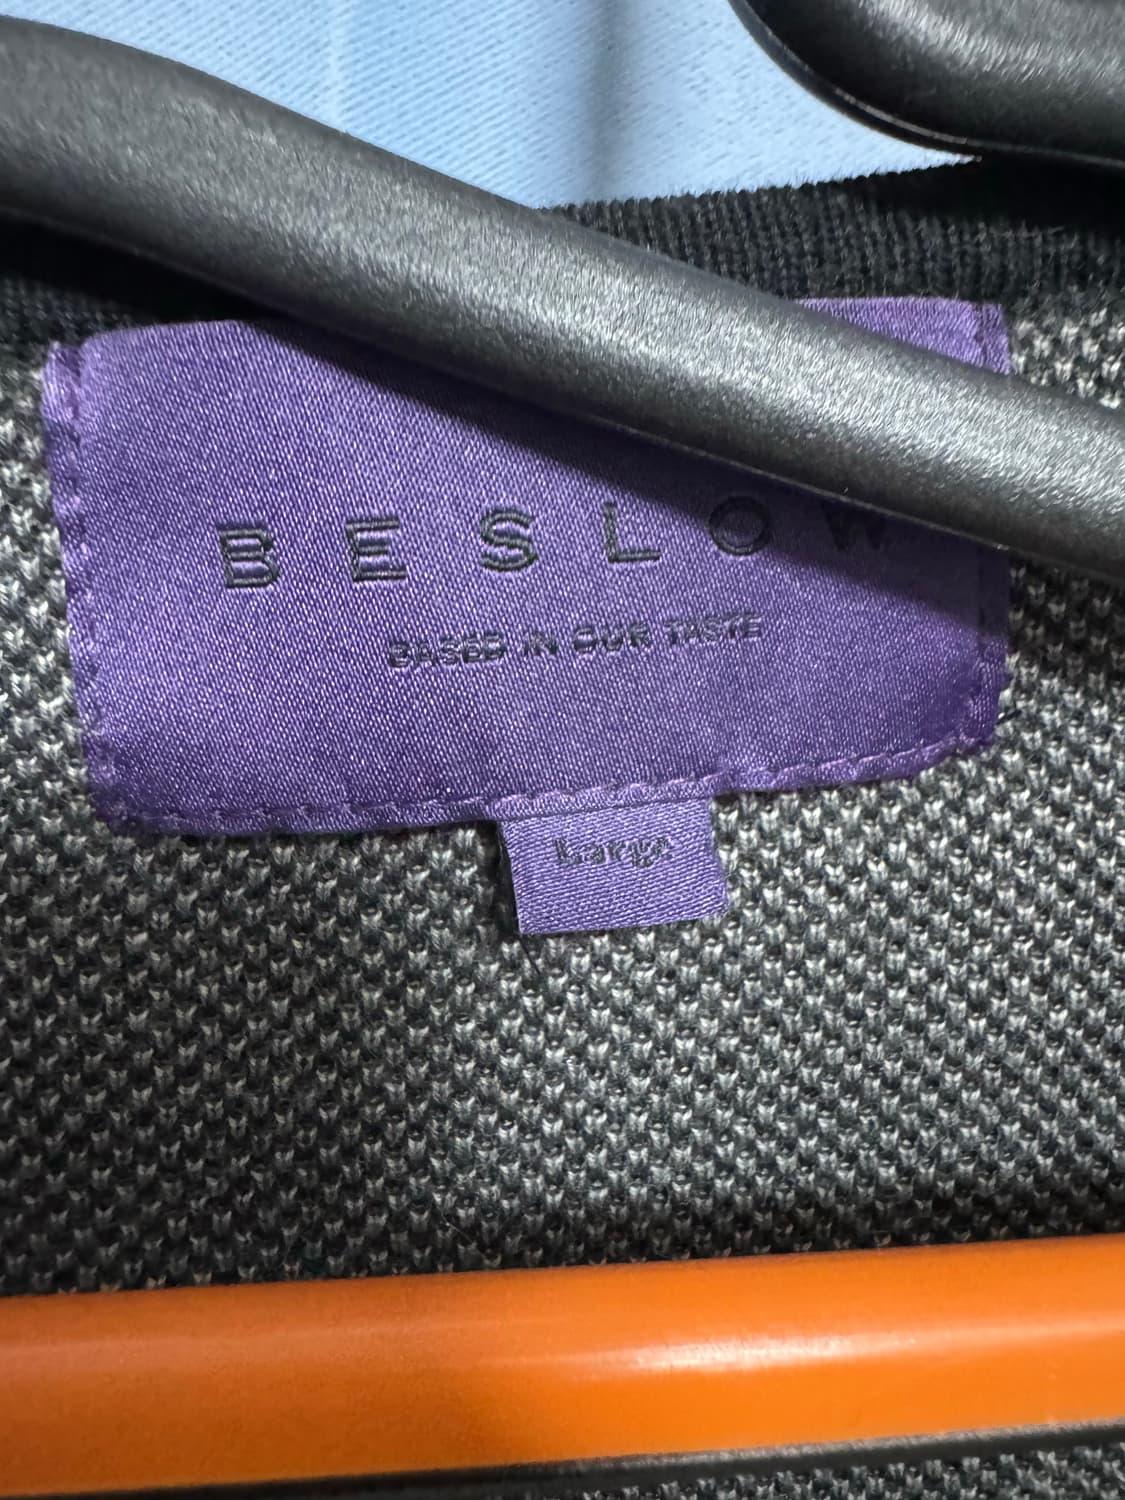 BESLOW
BASED IN OUR TASTE
Large